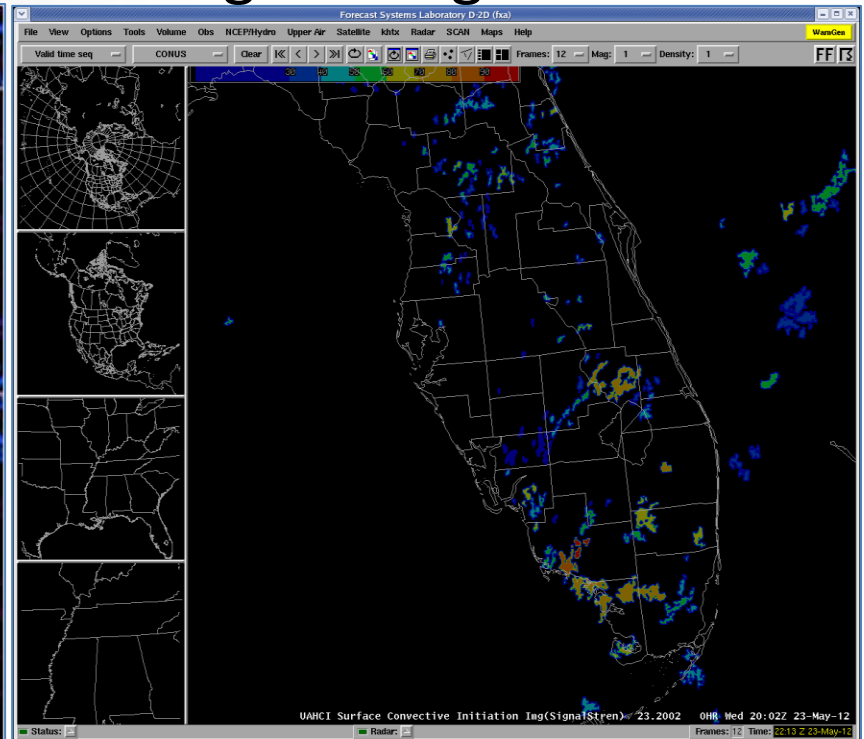 Forecast Systems Laboratory D-2D (fxa)
File View Options Tools Volume Obs NCEP/Hydro Upper Air Satellite khtx Radar SCAN Maps Help WarnGen
Valid time seq CONUS Clear Frames: 12 Mag: 1 Density: 1 FF
30 40 50 60 70 80 90
UAHCI Surface Convective Initiation Img(SignalStren) 23.2002 0HR Wed 20:02Z 23-May-12
Status: Radar: Frames: 12 Time: 22:13 Z 23-May-12